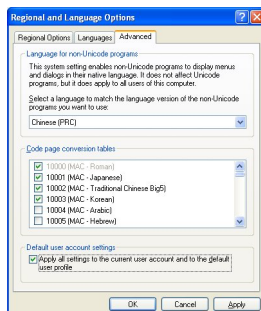 Regional and Language Options
Regional Options Languages Advanced
Language for non-Unicode programs
This system setting enables non-Unicode programs to display menus
and dialogs in their native language. It does not affect Unicode
programs, but it does apply to all users of this computer.
Select a language to match the language version of the non-Unicode
programs you want to use:
Chinese (PRC)
Code page conversion tables
10000 (MAC - Roman)
10001 (MAC - Japanese)
10002 (MAC - Traditional Chinese Big5)
10003 (MAC - Korean)
10004 (MAC - Arabic)
10005 (MAC - Hebrew)
Default user account settings
Apply all settings to the current user account and to the default
user profile
OK Cancel Apply